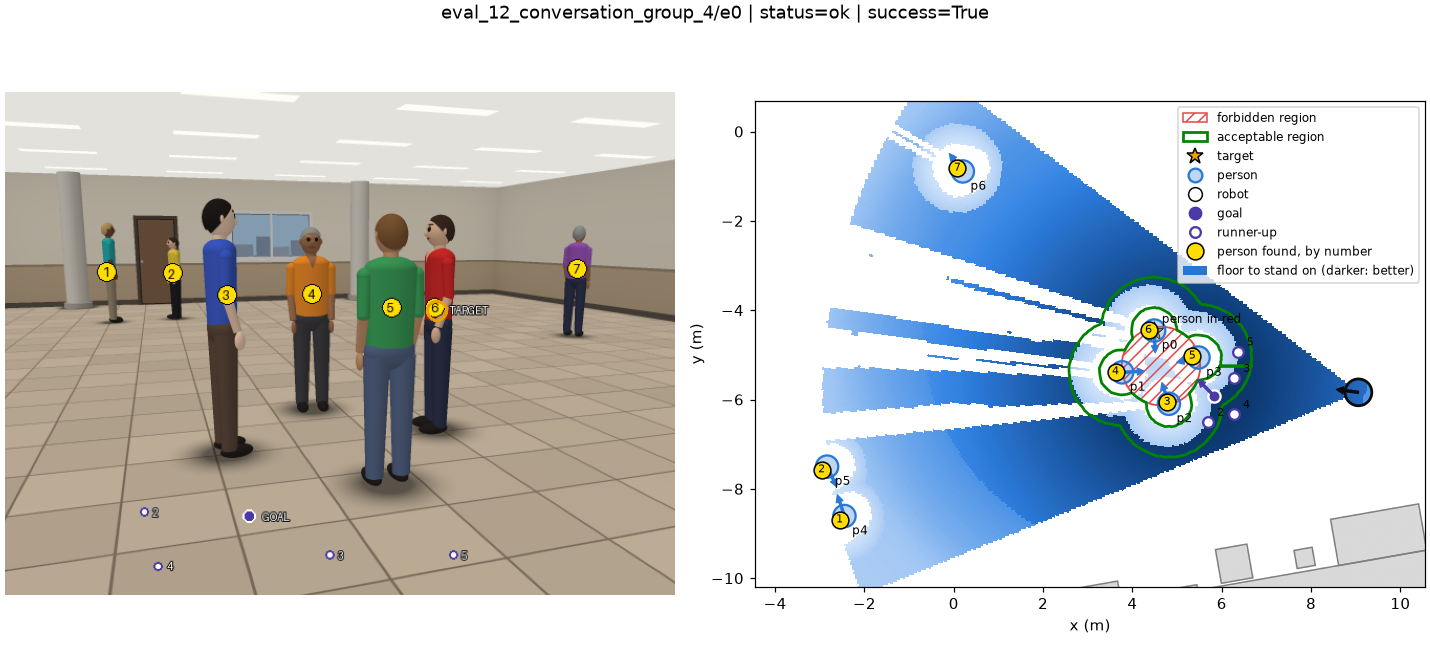 eval_12_conversation_group_4/e0 | status=ok | success=True
1
2
3
4
5
6
7
TARGET
GOAL
2
3
4
5
forbidden region
acceptable region
target
person
robot
goal
runner-up
person found, by number
floor to stand on (darker: better)
7
p6
person in red
6
p0
5
p3
4
p1
3
p2
5
3
2
4
2
p5
1
p4
0
−2
−4
−6
−8
−10
y (m)
−4
−2
0
2
4
6
8
10
x (m)